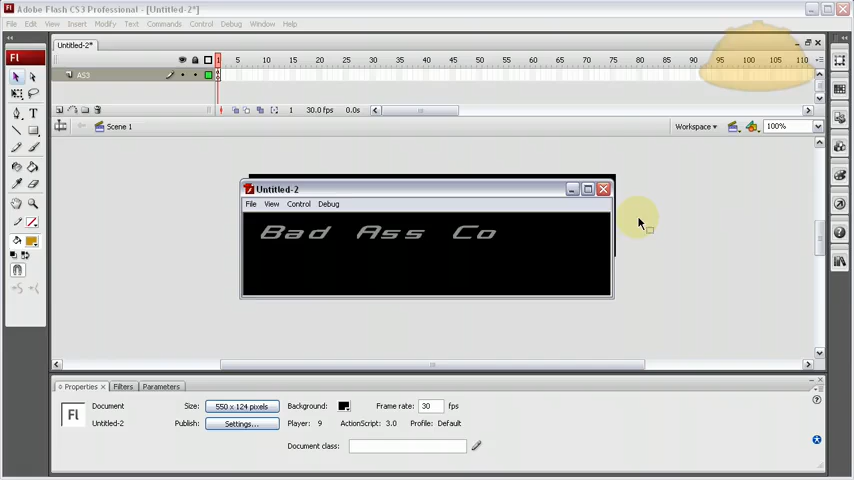 Adobe Flash CS3 Professional - [Untitled-2*]
File Edit View Insert Modify Text Commands Control Debug Window Help
Untitled-2*
Fl
1 5 10 15 20 25 30 35 40 45 50 55 60 65 70 75 80 85 90 95 100 105 110
AS3
1 30.0 fps 0.0s
Scene 1 Workspace 100%
Untitled-2
File View Control Debug
Bad Ass Co
Properties × Filters Parameters
Fl Document Size: 550 x 124 pixels Background: Frame rate: 30 fps
Untitled-2 Publish: Settings... Player: 9 ActionScript: 3.0 Profile: Default
Document class: